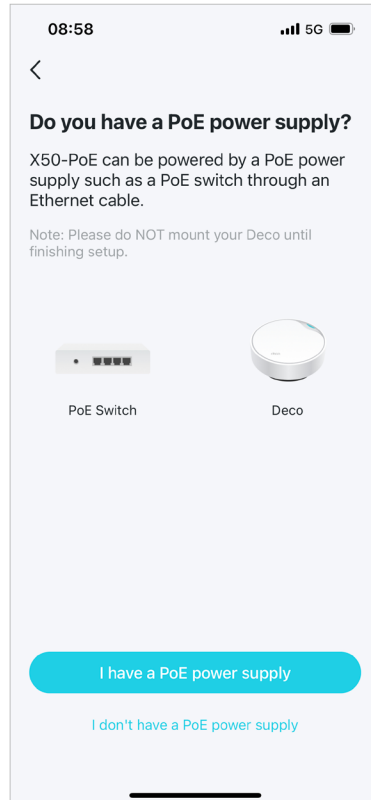 08:58
5G
Do you have a PoE power supply?
X50-PoE can be powered by a PoE power
supply such as a PoE switch through an
Ethernet cable.
Note: Please do NOT mount your Deco until
finishing setup.
PoE Switch
Deco
I have a PoE power supply
I don't have a PoE power supply